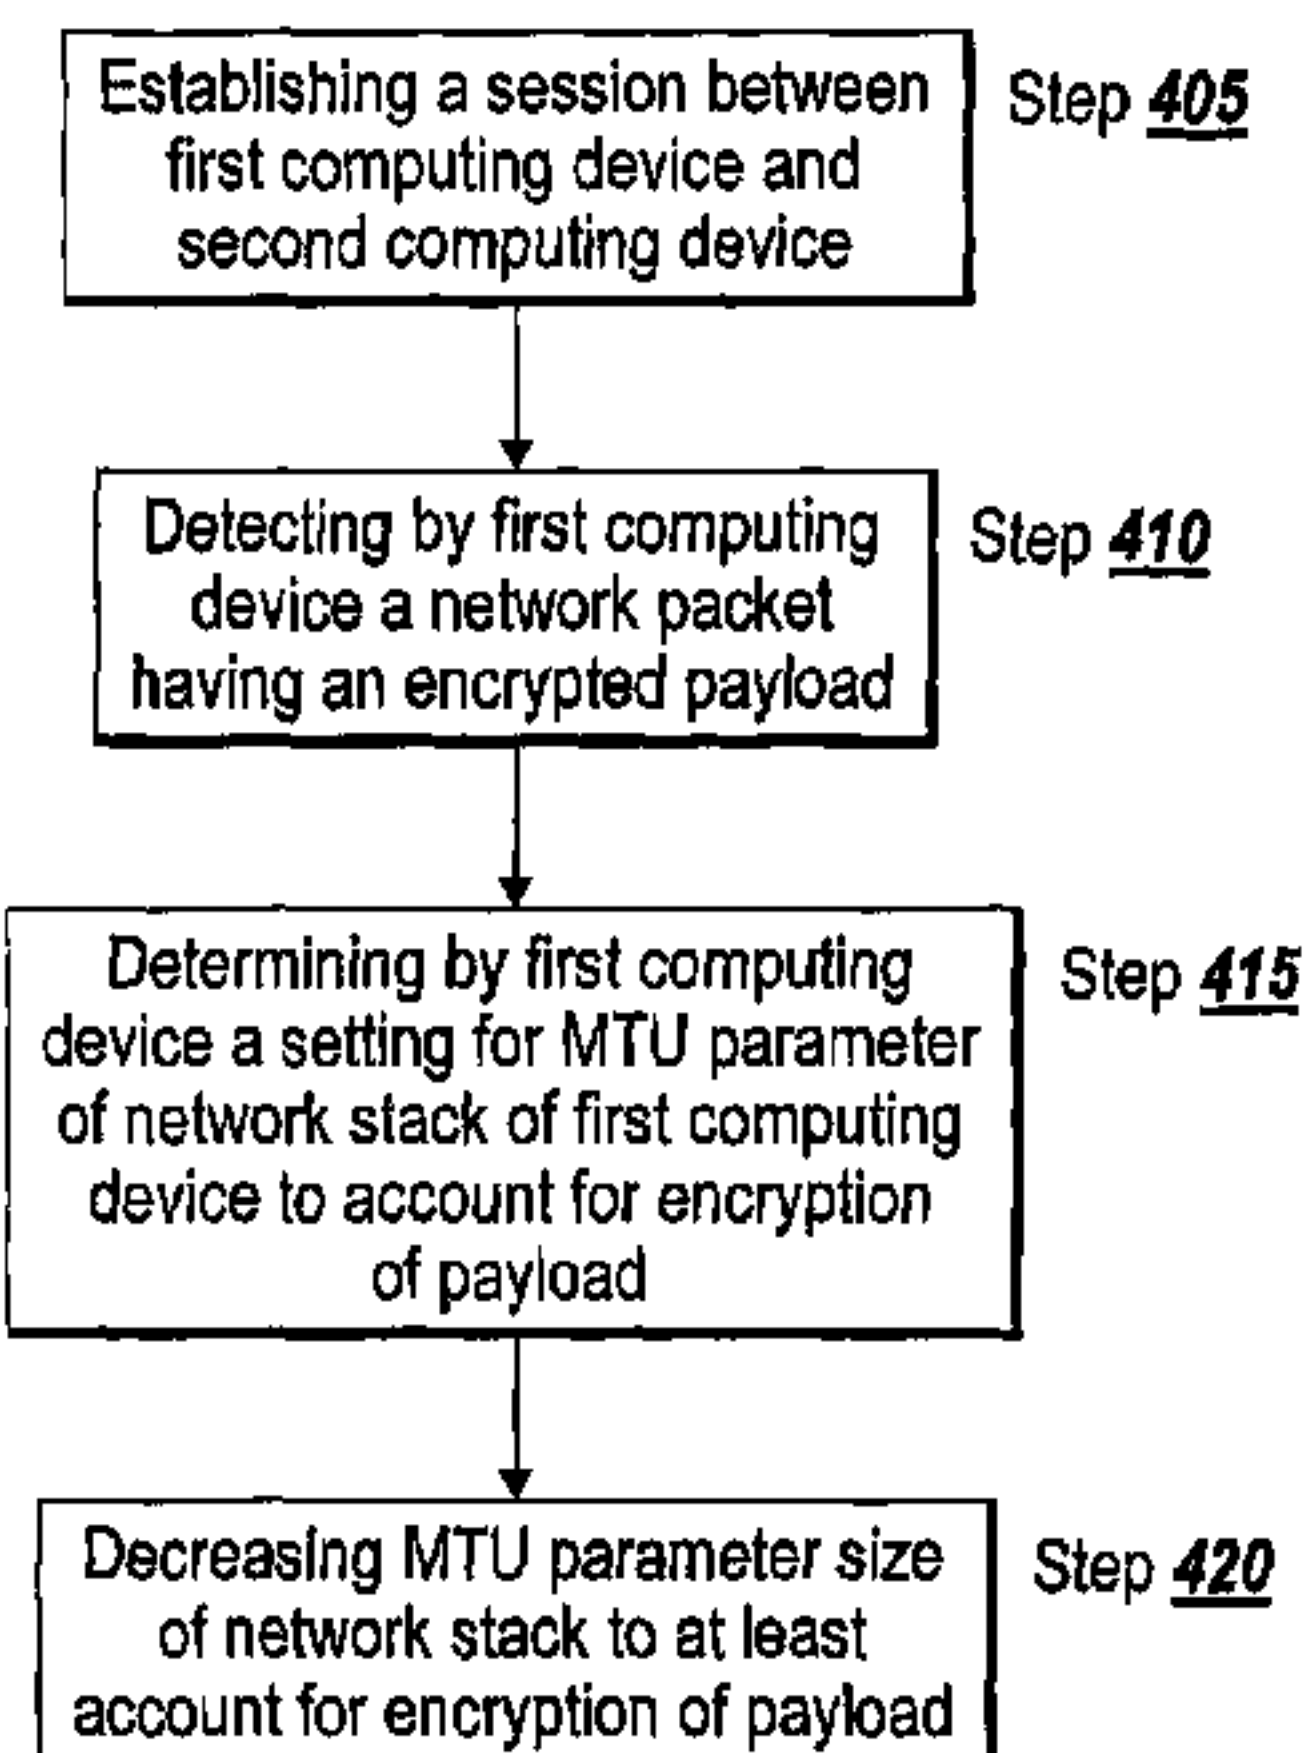 Establishing a session between
first computing device and
second computing device
Step 405
Detecting by first computing
device a network packet
having an encrypted payload
Step 410
Determining by first computing
device a setting for MTU parameter
of network stack of first computing
device to account for encryption
of payload
Step 415
Decreasing MTU parameter size
of network stack to at least
account for encryption of payload
Step 420